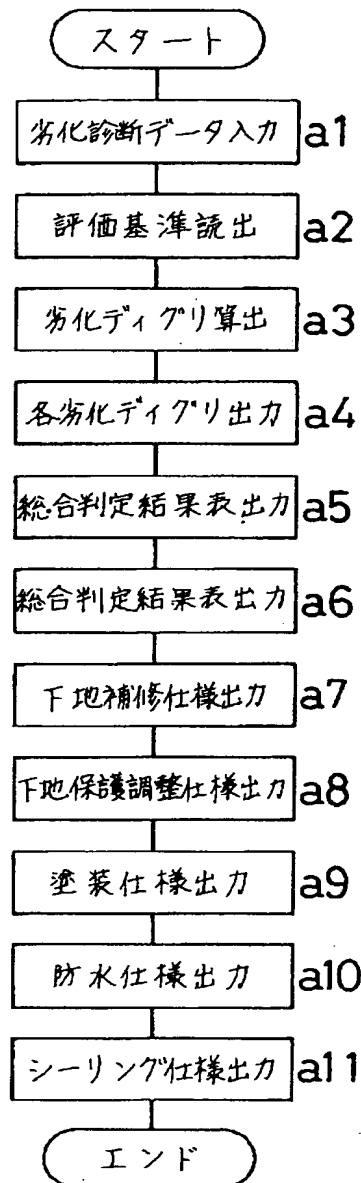 スタート
劣化診断データ入力 a1
評価基準読出 a2
劣化ディグリ算出 a3
各劣化ディグリ出力 a4
総合判定結果表出力 a5
総合判定結果表出力 a6
下地補修仕様出力 a7
下地保護調整仕様出力 a8
塗装仕様出力 a9
防水仕様出力 a10
シーリング仕様出力 a11
エンド